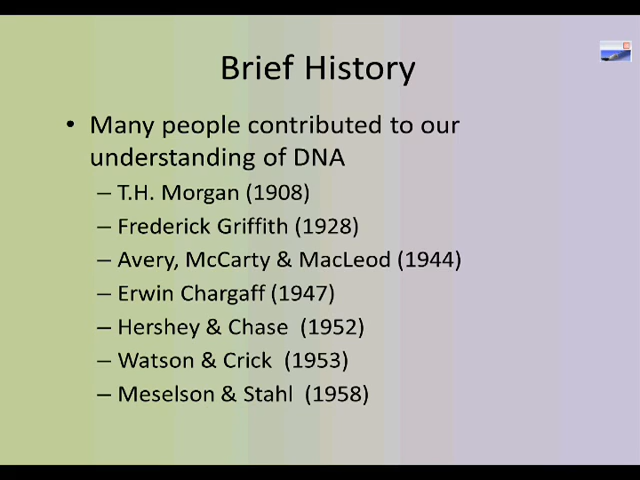 Brief History
• Many people contributed to our
understanding of DNA
– T.H. Morgan (1908)
– Frederick Griffith (1928)
– Avery, McCarty & MacLeod (1944)
– Erwin Chargaff (1947)
– Hershey & Chase (1952)
– Watson & Crick (1953)
– Meselson & Stahl (1958)